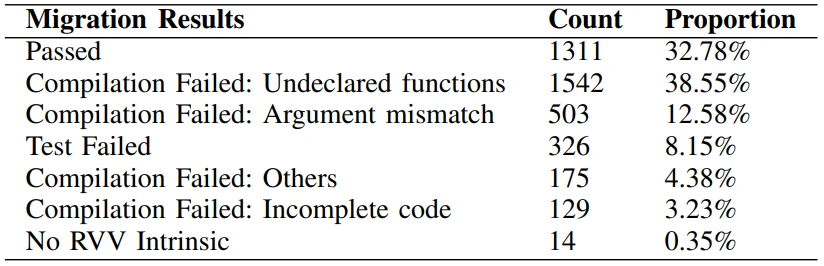 Migration Results Count Proportion
Passed 1311 32.78%
Compilation Failed: Undeclared functions 1542 38.55%
Compilation Failed: Argument mismatch 503 12.58%
Test Failed 326 8.15%
Compilation Failed: Others 175 4.38%
Compilation Failed: Incomplete code 129 3.23%
No RVV Intrinsic 14 0.35%